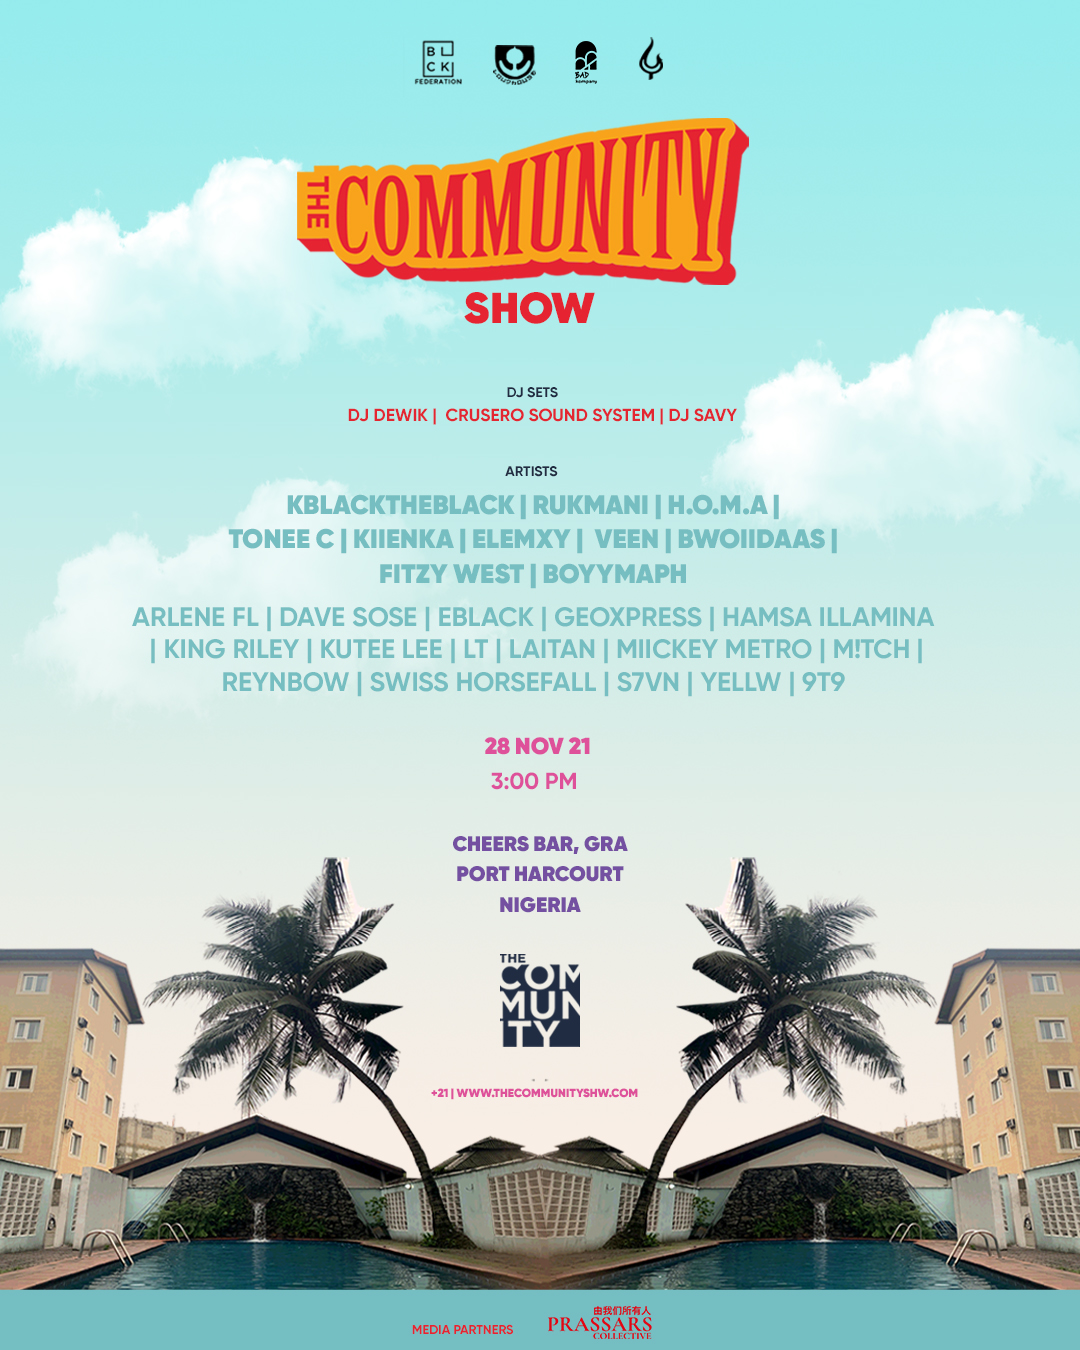 BL
CK
FEDERATION
BAD
kompany
THE
COMMUNITY
SHOW
DJ SETS
DJ DEWIK | CRUSERO SOUND SYSTEM | DJ SAVY
ARTISTS
KBLACKTHEBLACK | RUKMANI | H.O.M.A |
TONEE C | KIIENKA | ELEMXY | VEEN | BWOIIDAAS |
FITZY WEST | BOYYMAPH
ARLENE FL | DAVE SOSE | EBLACK | GEOXPRESS | HAMSA ILLAMINA
| KING RILEY | KUTEE LEE | LT | LAITAN | MIICKEY METRO | M!TCH |
REYNBOW | SWISS HORSEFALL | S7VN | YELLW | 9T9
28 NOV 21
3:00 PM
CHEERS BAR, GRA
PORT HARCOURT
NIGERIA
THE
COM
MUN
ITY
+21 | WWW.THECOMMUNITYSHW.COM
MEDIA PARTNERS
由我们所有人
PRASSARS
COLLECTIVE